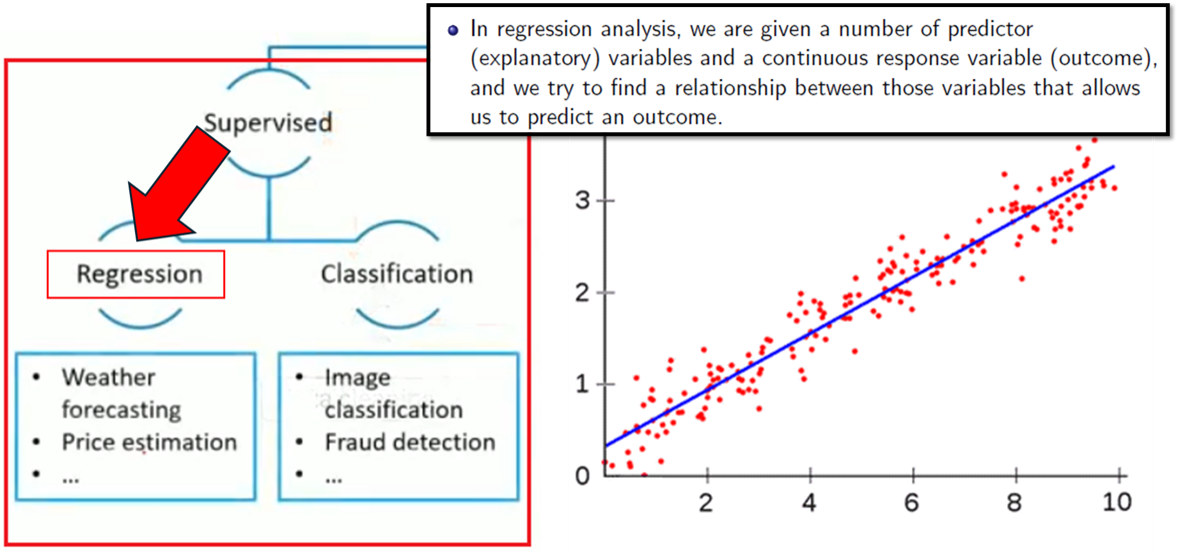 • In regression analysis, we are given a number of predictor
(explanatory) variables and a continuous response variable (outcome),
and we try to find a relationship between those variables that allows
us to predict an outcome.
Supervised
Regression
Classification
• Weather
forecasting
• Price estimation
• ...
• Image
classification
• Fraud detection
• ...
3
2
1
0
2 4 6 8 10